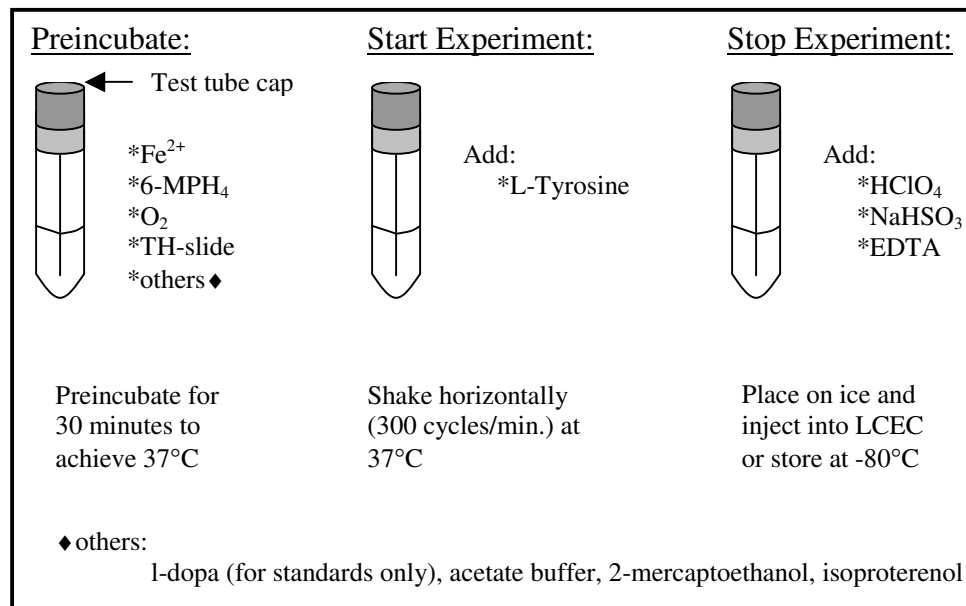 Preincubate:
Test tube cap
*Fe²⁺
*6-MPH₄
*O₂
*TH-slide
*others♦
Preincubate for
30 minutes to
achieve 37°C
Start Experiment:
Add:
*L-Tyrosine
Shake horizontally
(300 cycles/min.) at
37°C
Stop Experiment:
Add:
*HClO₄
*NaHSO₃
*EDTA
Place on ice and
inject into LCEC
or store at -80°C
♦others:
l-dopa (for standards only), acetate buffer, 2-mercaptoethanol, isoproterenol